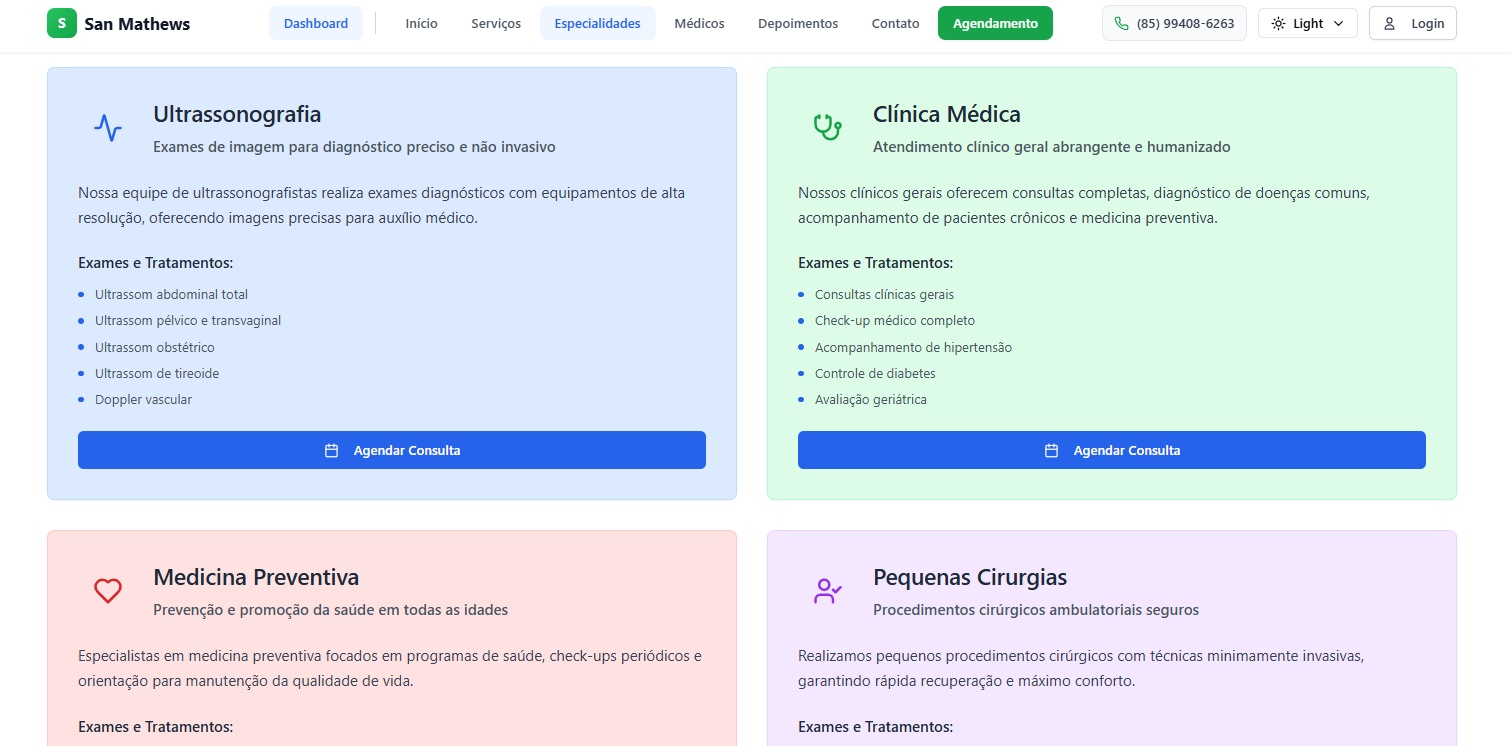 S San Mathews Dashboard Início Serviços Especialidades Médicos Depoimentos Contato Agendamento (85) 99408-6263 Light Login
Ultrassonografia
Exames de imagem para diagnóstico preciso e não invasivo
Nossa equipe de ultrassonografistas realiza exames diagnósticos com equipamentos de alta
resolução, oferecendo imagens precisas para auxílio médico.
Exames e Tratamentos:
Ultrassom abdominal total
Ultrassom pélvico e transvaginal
Ultrassom obstétrico
Ultrassom de tireoide
Doppler vascular
Agendar Consulta
Clínica Médica
Atendimento clínico geral abrangente e humanizado
Nossos clínicos gerais oferecem consultas completas, diagnóstico de doenças comuns,
acompanhamento de pacientes crônicos e medicina preventiva.
Exames e Tratamentos:
Consultas clínicas gerais
Check-up médico completo
Acompanhamento de hipertensão
Controle de diabetes
Avaliação geriátrica
Agendar Consulta
Medicina Preventiva
Prevenção e promoção da saúde em todas as idades
Especialistas em medicina preventiva focados em programas de saúde, check-ups periódicos e
orientação para manutenção da qualidade de vida.
Exames e Tratamentos:
Pequenas Cirurgias
Procedimentos cirúrgicos ambulatoriais seguros
Realizamos pequenos procedimentos cirúrgicos com técnicas minimamente invasivas,
garantindo rápida recuperação e máximo conforto.
Exames e Tratamentos: